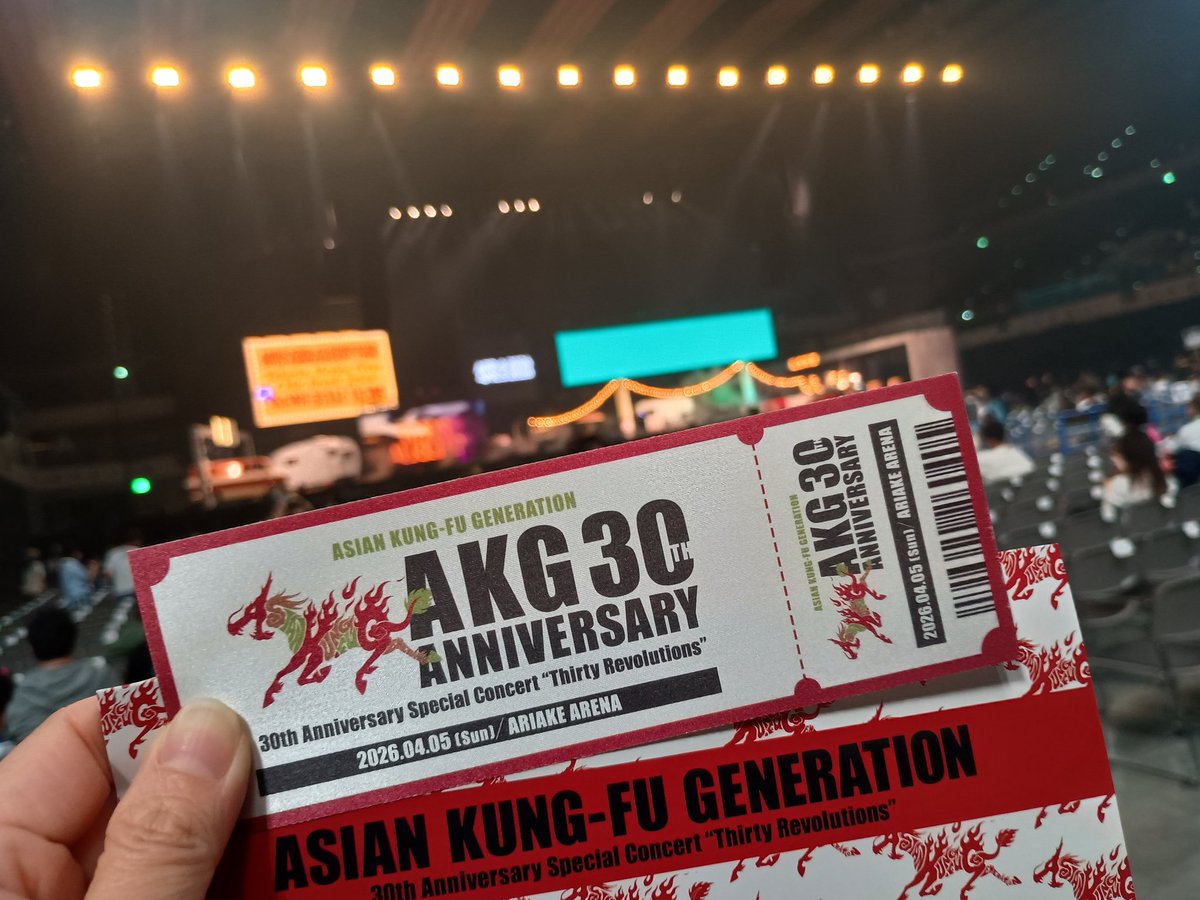 ASIAN KUNG-FU GENERATION
AKG 30TH
ANNIVERSARY
30th Anniversary Special Concert "Thirty Revolutions"
2026.04.05 (Sun)/ARIAKE ARENA
ASIAN KUNG-FU GENERATION
AKG 30TH
ANNIVERSARY
2026.04.05 (Sun)/ARIAKE ARENA
ASIAN KUNG-FU GENERATION
30th Anniversary Special Concert "Thirty Revolutions"